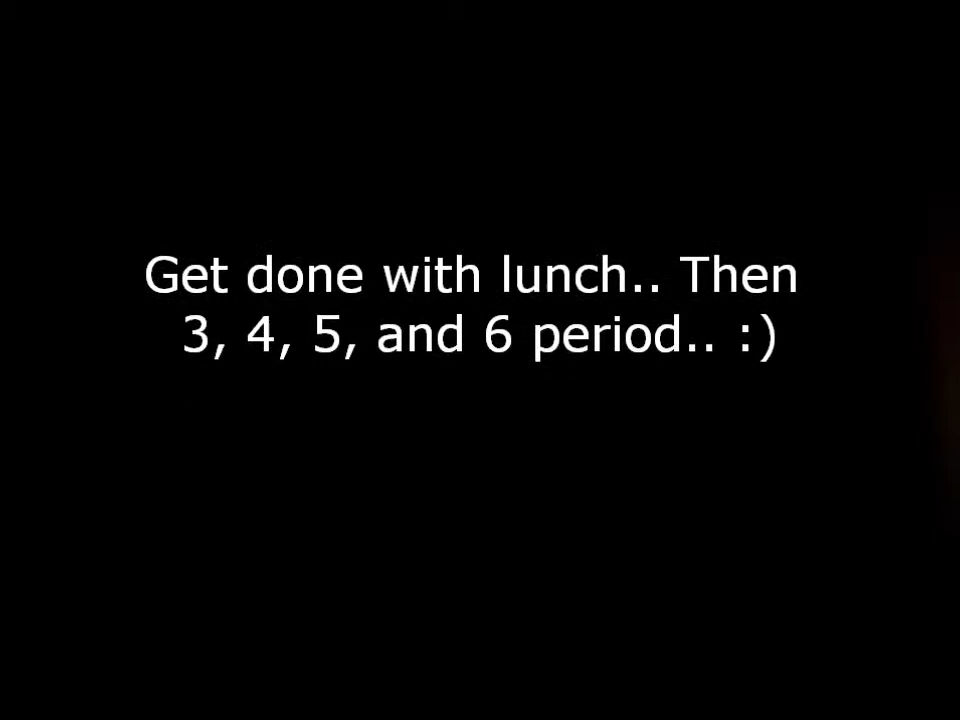 Get done with lunch.. Then
3, 4, 5, and 6 period.. :)